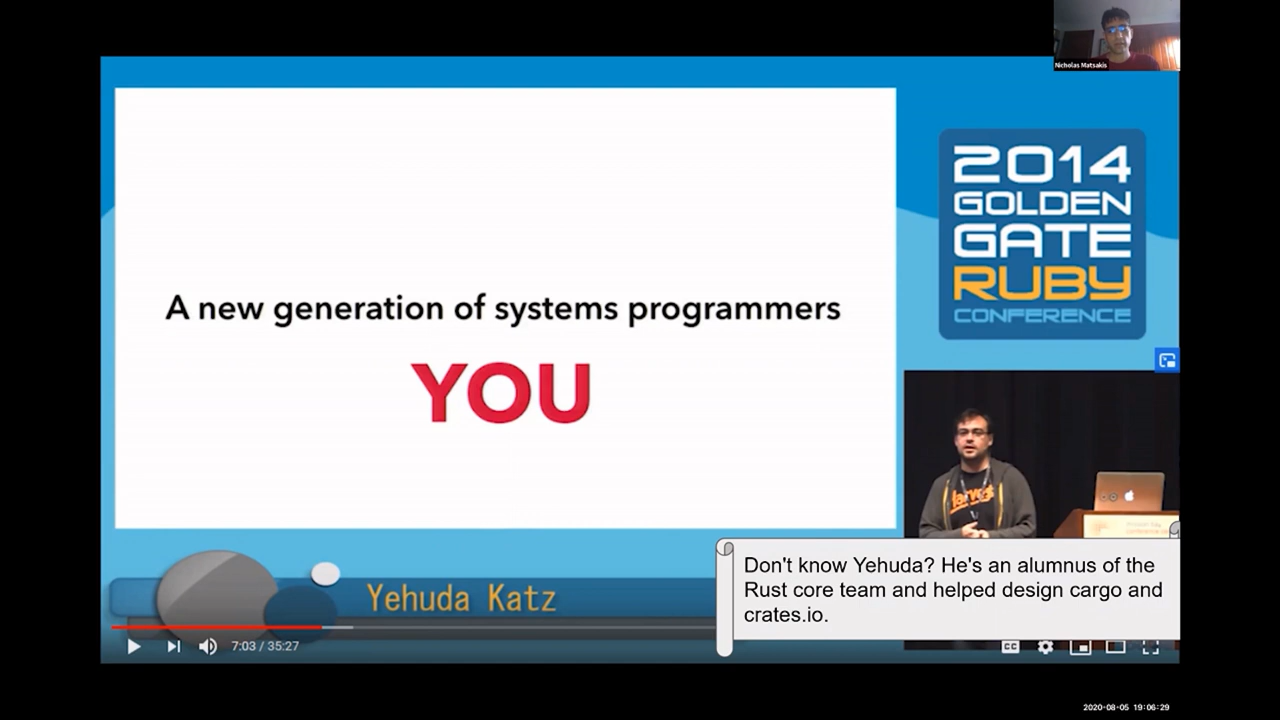 Nicholas Matsakis
A new generation of systems programmers
YOU
2014
GOLDEN
GATE
RUBY
CONFERENCE
Don't know Yehuda? He's an alumnus of the
Rust core team and helped design cargo and
crates.io.
Yehuda Katz
7:03 / 35:27
CC
2020-08-05 19:06:29